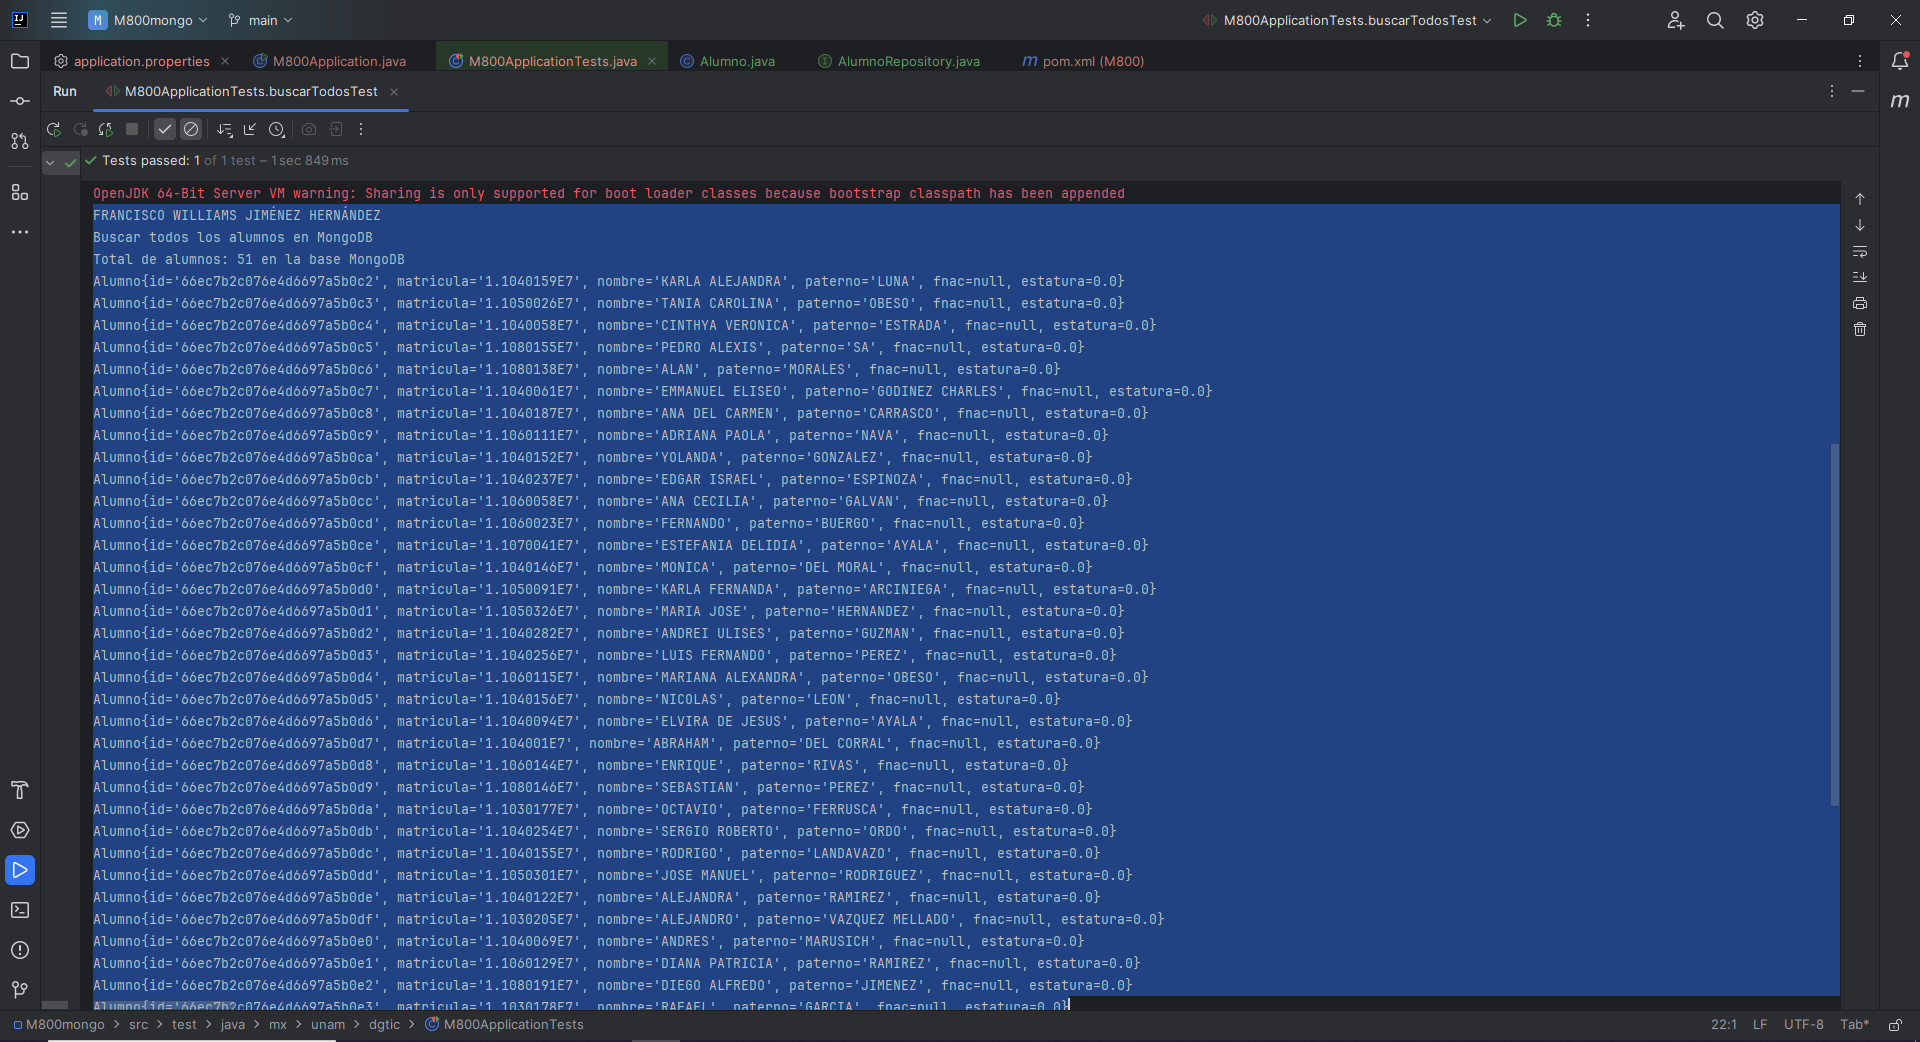 M M800mongo main M800ApplicationTests.buscarTodosTest
application.properties M800Application.java M800ApplicationTests.java Alumno.java AlumnoRepository.java m pom.xml (M800)
Run M800ApplicationTests.buscarTodosTest
Tests passed: 1 of 1 test – 1 sec 849 ms
OpenJDK 64-Bit Server VM warning: Sharing is only supported for boot loader classes because bootstrap classpath has been appended
FRANCISCO WILLIAMS JIMÉNEZ HERNÁNDEZ
Buscar todos los alumnos en MongoDB
Total de alumnos: 51 en la base MongoDB
Alumno{id='66ec7b2c076e4d6697a5b0c2', matricula='1.1040159E7', nombre='KARLA ALEJANDRA', paterno='LUNA', fnac=null, estatura=0.0}
Alumno{id='66ec7b2c076e4d6697a5b0c3', matricula='1.1050026E7', nombre='TANIA CAROLINA', paterno='OBESO', fnac=null, estatura=0.0}
Alumno{id='66ec7b2c076e4d6697a5b0c4', matricula='1.1040058E7', nombre='CINTHYA VERONICA', paterno='ESTRADA', fnac=null, estatura=0.0}
Alumno{id='66ec7b2c076e4d6697a5b0c5', matricula='1.1080155E7', nombre='PEDRO ALEXIS', paterno='SA', fnac=null, estatura=0.0}
Alumno{id='66ec7b2c076e4d6697a5b0c6', matricula='1.1080138E7', nombre='ALAN', paterno='MORALES', fnac=null, estatura=0.0}
Alumno{id='66ec7b2c076e4d6697a5b0c7', matricula='1.1040061E7', nombre='EMMANUEL ELISEO', paterno='GODINEZ CHARLES', fnac=null, estatura=0.0}
Alumno{id='66ec7b2c076e4d6697a5b0c8', matricula='1.1040187E7', nombre='ANA DEL CARMEN', paterno='CARRASCO', fnac=null, estatura=0.0}
Alumno{id='66ec7b2c076e4d6697a5b0c9', matricula='1.1060111E7', nombre='ADRIANA PAOLA', paterno='NAVA', fnac=null, estatura=0.0}
Alumno{id='66ec7b2c076e4d6697a5b0ca', matricula='1.1040152E7', nombre='YOLANDA', paterno='GONZALEZ', fnac=null, estatura=0.0}
Alumno{id='66ec7b2c076e4d6697a5b0cb', matricula='1.1040237E7', nombre='EDGAR ISRAEL', paterno='ESPINOZA', fnac=null, estatura=0.0}
Alumno{id='66ec7b2c076e4d6697a5b0cc', matricula='1.1060058E7', nombre='ANA CECILIA', paterno='GALVAN', fnac=null, estatura=0.0}
Alumno{id='66ec7b2c076e4d6697a5b0cd', matricula='1.1060023E7', nombre='FERNANDO', paterno='BUERGO', fnac=null, estatura=0.0}
Alumno{id='66ec7b2c076e4d6697a5b0ce', matricula='1.1070041E7', nombre='ESTEFANIA DELIDIA', paterno='AYALA', fnac=null, estatura=0.0}
Alumno{id='66ec7b2c076e4d6697a5b0cf', matricula='1.1040146E7', nombre='MONICA', paterno='DEL MORAL', fnac=null, estatura=0.0}
Alumno{id='66ec7b2c076e4d6697a5b0d0', matricula='1.1050091E7', nombre='KARLA FERNANDA', paterno='ARCINIEGA', fnac=null, estatura=0.0}
Alumno{id='66ec7b2c076e4d6697a5b0d1', matricula='1.1050326E7', nombre='MARIA JOSE', paterno='HERNANDEZ', fnac=null, estatura=0.0}
Alumno{id='66ec7b2c076e4d6697a5b0d2', matricula='1.1040282E7', nombre='ANDREI ULISES', paterno='GUZMAN', fnac=null, estatura=0.0}
Alumno{id='66ec7b2c076e4d6697a5b0d3', matricula='1.1040256E7', nombre='LUIS FERNANDO', paterno='PEREZ', fnac=null, estatura=0.0}
Alumno{id='66ec7b2c076e4d6697a5b0d4', matricula='1.1060115E7', nombre='MARIANA ALEXANDRA', paterno='OBESO', fnac=null, estatura=0.0}
Alumno{id='66ec7b2c076e4d6697a5b0d5', matricula='1.1040156E7', nombre='NICOLAS', paterno='LEON', fnac=null, estatura=0.0}
Alumno{id='66ec7b2c076e4d6697a5b0d6', matricula='1.1040094E7', nombre='ELVIRA DE JESUS', paterno='AYALA', fnac=null, estatura=0.0}
Alumno{id='66ec7b2c076e4d6697a5b0d7', matricula='1.104001E7', nombre='ABRAHAM', paterno='DEL CORRAL', fnac=null, estatura=0.0}
Alumno{id='66ec7b2c076e4d6697a5b0d8', matricula='1.1060144E7', nombre='ENRIQUE', paterno='RIVAS', fnac=null, estatura=0.0}
Alumno{id='66ec7b2c076e4d6697a5b0d9', matricula='1.1080146E7', nombre='SEBASTIAN', paterno='PEREZ', fnac=null, estatura=0.0}
Alumno{id='66ec7b2c076e4d6697a5b0da', matricula='1.1030177E7', nombre='OCTAVIO', paterno='FERRUSCA', fnac=null, estatura=0.0}
Alumno{id='66ec7b2c076e4d6697a5b0db', matricula='1.1040254E7', nombre='SERGIO ROBERTO', paterno='ORDO', fnac=null, estatura=0.0}
Alumno{id='66ec7b2c076e4d6697a5b0dc', matricula='1.1040155E7', nombre='RODRIGO', paterno='LANDAVAZO', fnac=null, estatura=0.0}
Alumno{id='66ec7b2c076e4d6697a5b0dd', matricula='1.1050301E7', nombre='JOSE MANUEL', paterno='RODRIGUEZ', fnac=null, estatura=0.0}
Alumno{id='66ec7b2c076e4d6697a5b0de', matricula='1.1040122E7', nombre='ALEJANDRA', paterno='RAMIREZ', fnac=null, estatura=0.0}
Alumno{id='66ec7b2c076e4d6697a5b0df', matricula='1.1030205E7', nombre='ALEJANDRO', paterno='VAZQUEZ MELLADO', fnac=null, estatura=0.0}
Alumno{id='66ec7b2c076e4d6697a5b0e0', matricula='1.1040069E7', nombre='ANDRES', paterno='MARUSICH', fnac=null, estatura=0.0}
Alumno{id='66ec7b2c076e4d6697a5b0e1', matricula='1.1060129E7', nombre='DIANA PATRICIA', paterno='RAMIREZ', fnac=null, estatura=0.0}
Alumno{id='66ec7b2c076e4d6697a5b0e2', matricula='1.1080191E7', nombre='DIEGO ALFREDO', paterno='JIMENEZ', fnac=null, estatura=0.0}
Alumno{id='66ec7b2c076e4d6697a5b0e3', matricula='1.1030178E7', nombre='RAFAEL', paterno='GARCIA', fnac=null, estatura=0.0}
M800mongo > src > test > java > mx > unam > dgtic > M800ApplicationTests 22:1 LF UTF-8 Tab*